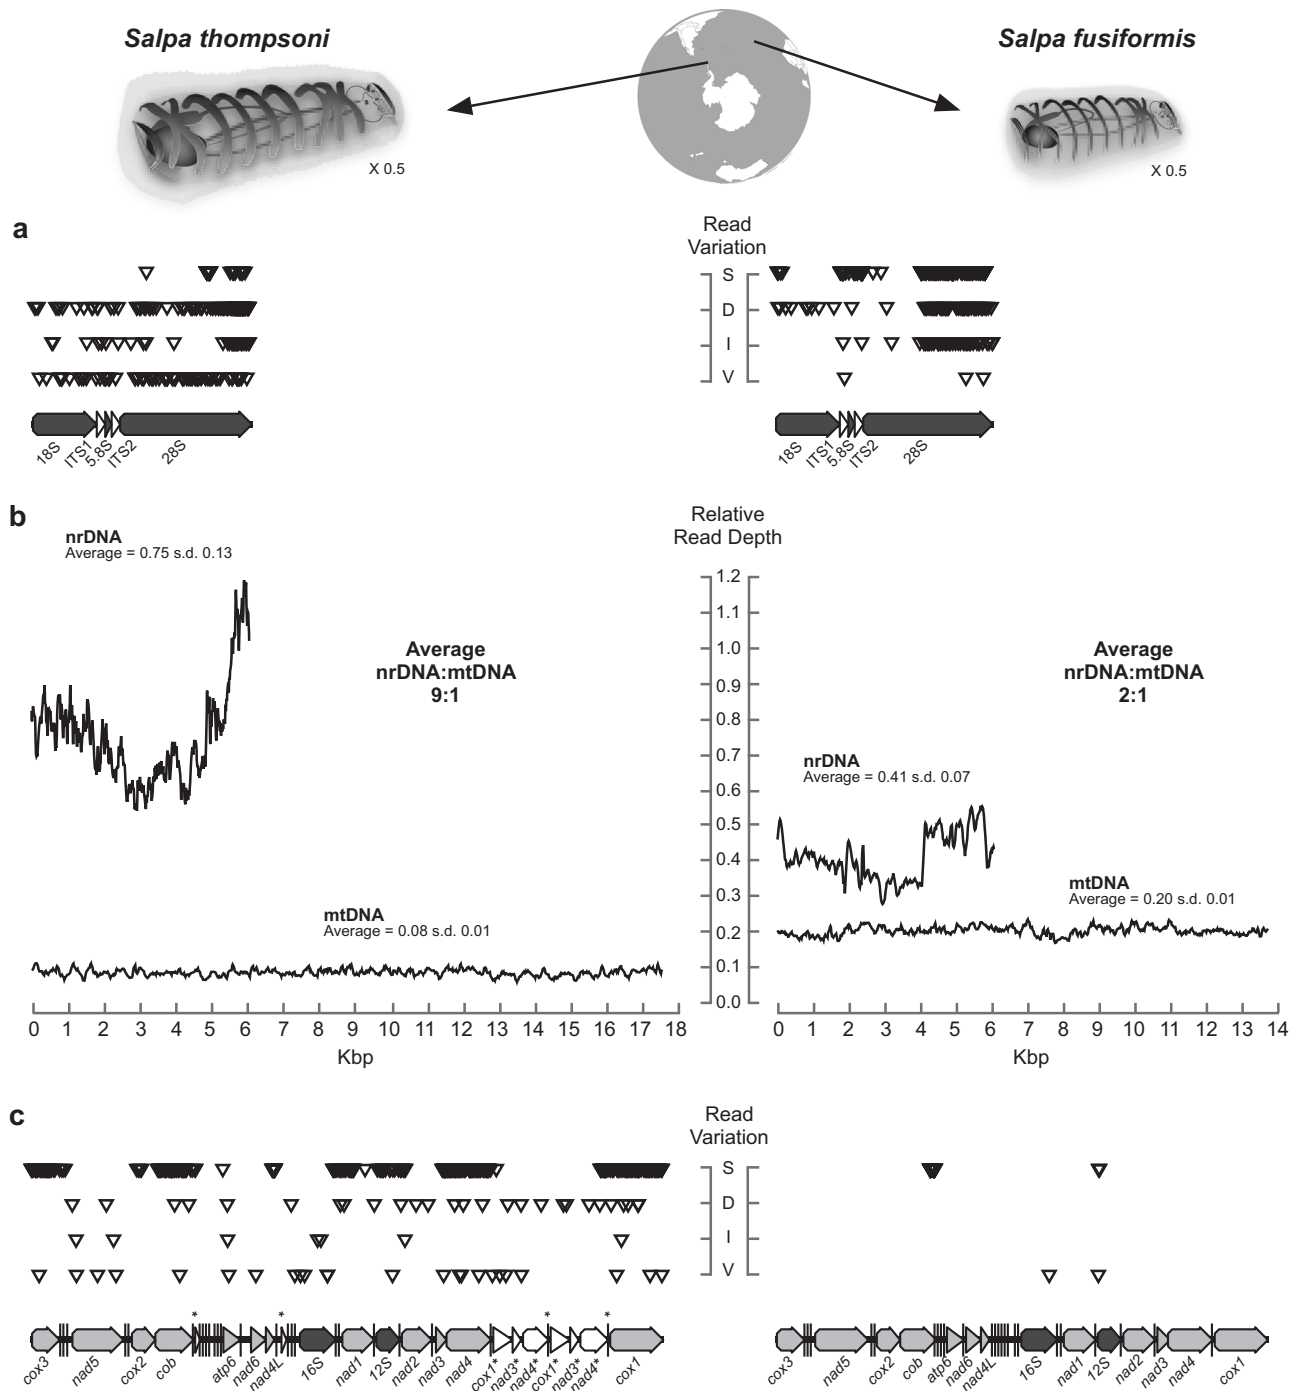 Salpa thompsoni
Salpa fusiformis
X 0.5
X 0.5
a
Read
Variation
S
D
I
V
18S
ITS1
5.8S
ITS2
28S
18S
ITS1
5.8S
ITS2
28S
b
Relative
Read Depth
nrDNA
Average = 0.75 s.d. 0.13
1.2
1.1
1.0
0.9
0.8
0.7
0.6
0.5
0.4
0.3
0.2
0.1
0.0
Average
nrDNA:mtDNA
9:1
Average
nrDNA:mtDNA
2:1
nrDNA
Average = 0.41 s.d. 0.07
mtDNA
Average = 0.20 s.d. 0.01
mtDNA
Average = 0.08 s.d. 0.01
0 1 2 3 4 5 6 7 8 9 10 11 12 13 14 15 16 17 18
0 1 2 3 4 5 6 7 8 9 10 11 12 13 14
Kbp
Kbp
c
Read
Variation
S
D
I
V
* * * *
cox3
nad5
cox2
cob
atp6
nad6
nad4L
16S
nad1
12S
nad2
nad3
nad4
cox1*
nad3*
nad4*
cox1*
nad3*
nad4*
cox1
cox3
nad5
cox2
cob
atp6
nad6
nad4L
16S
nad1
12S
nad2
nad3
nad4
cox1